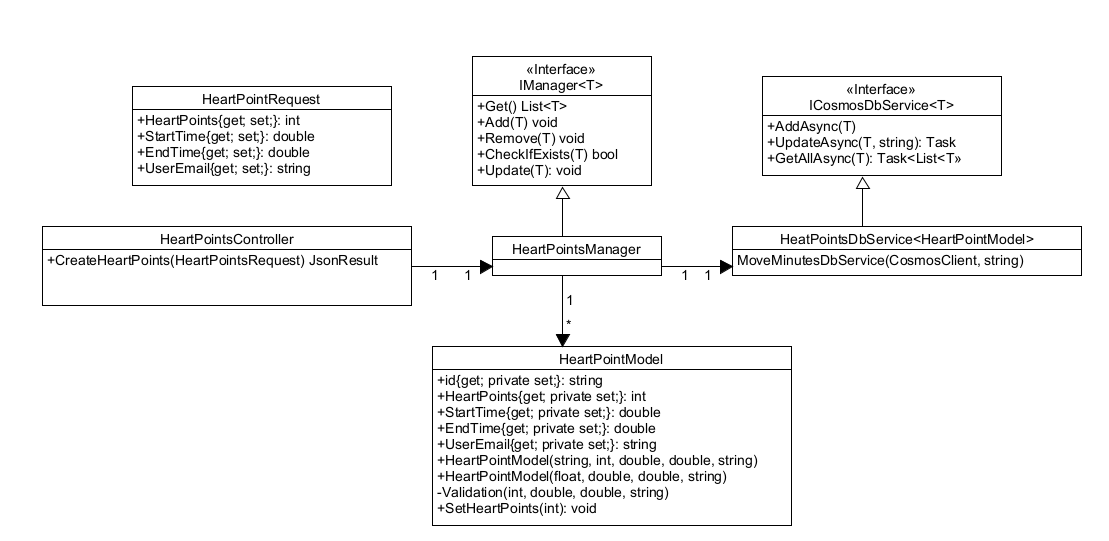 HeartPointRequest
+HeartPoints{get; set;}: int
+StartTime{get; set;}: double
+EndTime{get; set;}: double
+UserEmail{get; set;}: string
«Interface»
IManager<T>
+Get() List<T>
+Add(T) void
+Remove(T) void
+CheckIfExists(T) bool
+Update(T): void
«Interface»
ICosmosDbService<T>
+AddAsync(T)
+UpdateAsync(T, string): Task
+GetAllAsync(T): Task<List<T»
HeartPointsController
+CreateHeartPoints(HeartPointsRequest) JsonResult
1 1
HeartPointsManager
1 1
HeatPointsDbService<HeartPointModel>
MoveMinutesDbService(CosmosClient, string)
1
*
HeartPointModel
+id{get; private set;}: string
+HeartPoints{get; private set;}: int
+StartTime{get; private set;}: double
+EndTime{get; private set;}: double
+UserEmail{get; private set;}: string
+HeartPointModel(string, int, double, double, string)
+HeartPointModel(float, double, double, string)
-Validation(int, double, double, string)
+SetHeartPoints(int): void